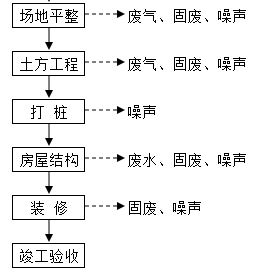 场地平整 废气、固废、噪声
土方工程 废气、固废、噪声
打 桩 噪声
房屋结构 废水、固废、噪声
装 修 固废、噪声
竣工验收